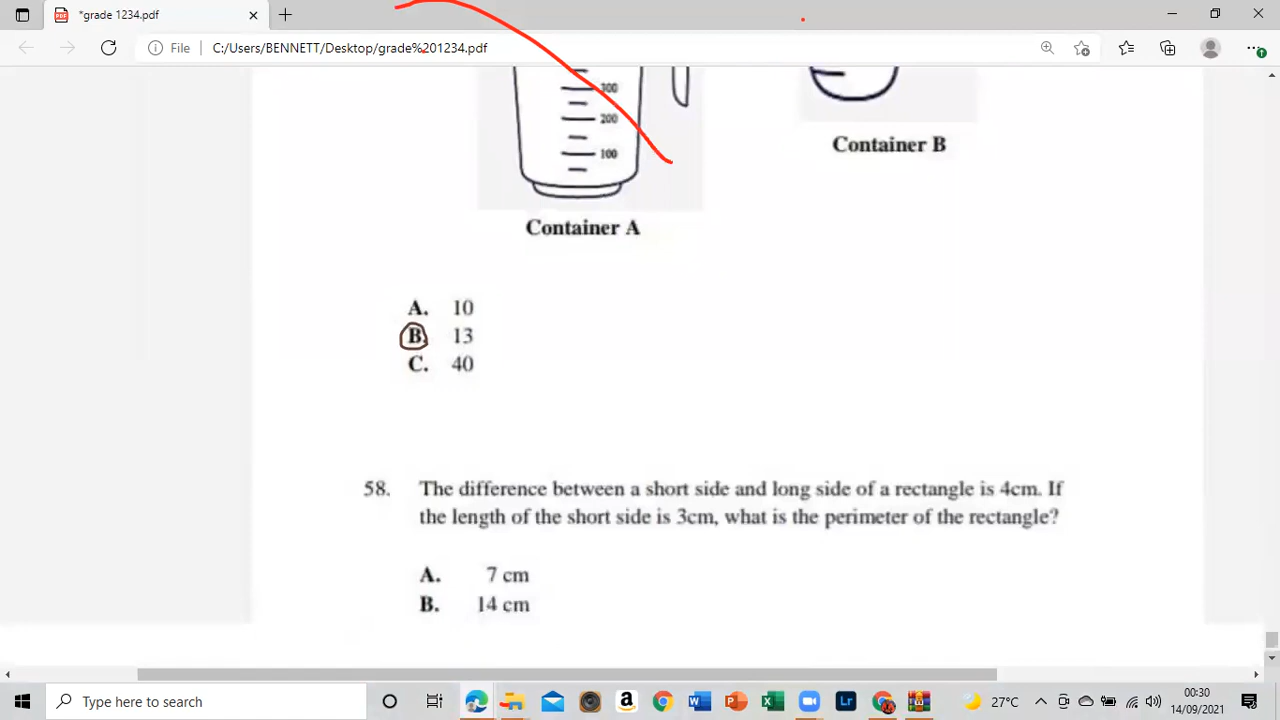 *grade 1234.pdf
File C:/Users/BENNETT/Desktop/grade%201234.pdf
300
200
100
Container A
Container B
A. 10
B. 13
C. 40
58. The difference between a short side and long side of a rectangle is 4cm. If
the length of the short side is 3cm, what is the perimeter of the rectangle?
A. 7 cm
B. 14 cm
Type here to search
27°C
00:30
14/09/2021